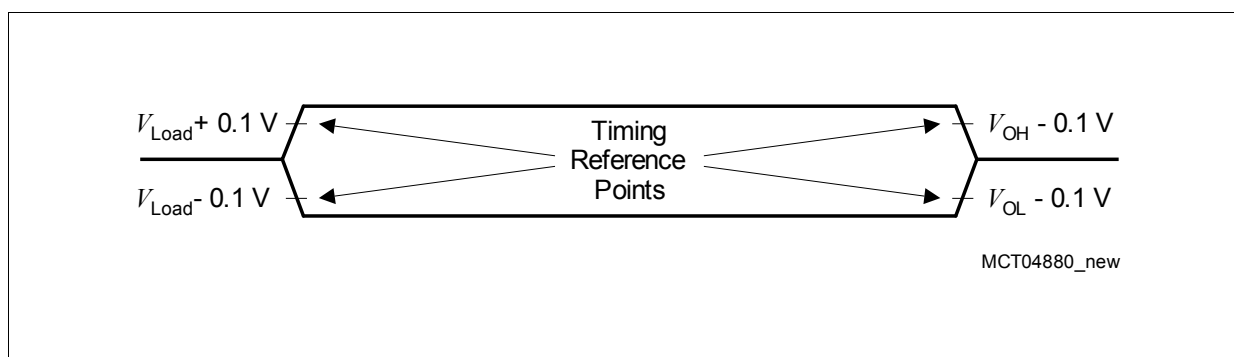 VLoad+ 0.1 V
VLoad- 0.1 V
Timing
Reference
Points
VOH - 0.1 V
VOL - 0.1 V
MCT04880_new